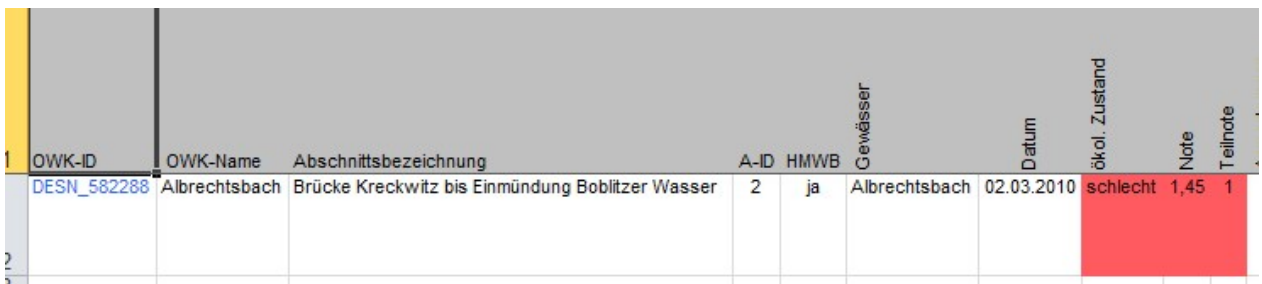 1 OWK-ID OWK-Name Abschnittsbezeichnung A-ID HMWB Gewässer Datum ökol. Zustand Note Teilnote
DESN_582288 Albrechtsbach Brücke Kreckwitz bis Einmündung Boblitzer Wasser 2 ja Albrechtsbach 02.03.2010 schlecht 1,45 1
2